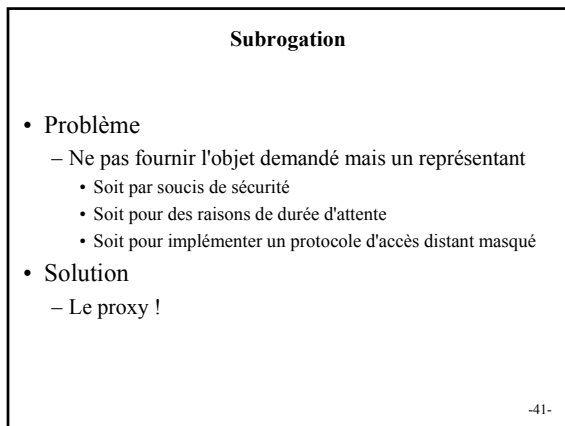 Subrogation
• Problème
– Ne pas fournir l'objet demandé mais un représentant
• Soit par soucis de sécurité
• Soit pour des raisons de durée d'attente
• Soit pour implémenter un protocole d'accès distant masqué
• Solution
– Le proxy !
-41-